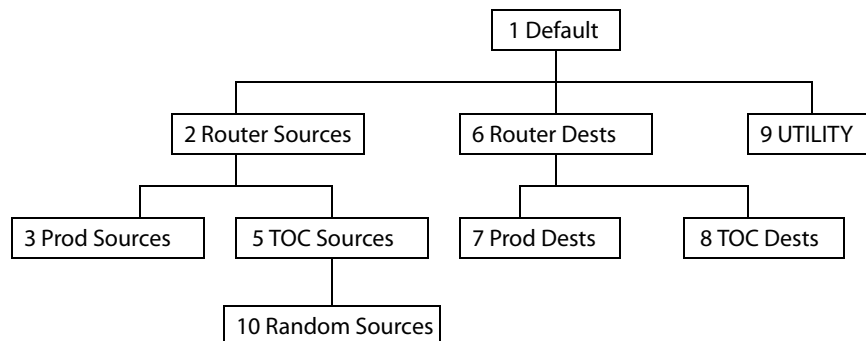 1 Default
2 Router Sources
6 Router Dests
9 UTILITY
3 Prod Sources
5 TOC Sources
7 Prod Dests
8 TOC Dests
10 Random Sources